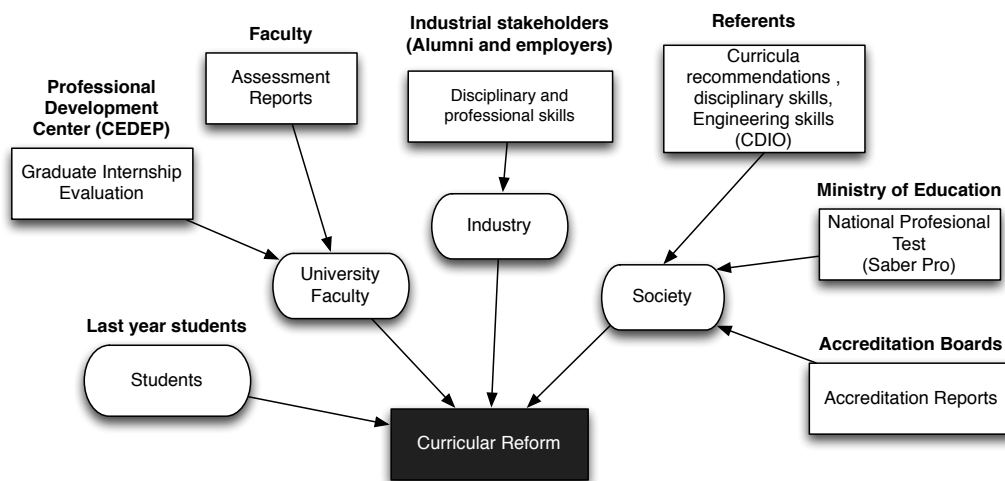 Faculty
Assessment
Reports
Industrial stakeholders
(Alumni and employers)
Disciplinary and
professional skills
Referents
Curricula
recommendations ,
disciplinary skills,
Engineering skills
(CDIO)
Professional
Development
Center (CEDEP)
Graduate Internship
Evaluation
Ministry of Education
National Profesional
Test
(Saber Pro)
Industry
University
Faculty
Society
Last year students
Students
Accreditation Boards
Accreditation Reports
Curricular Reform